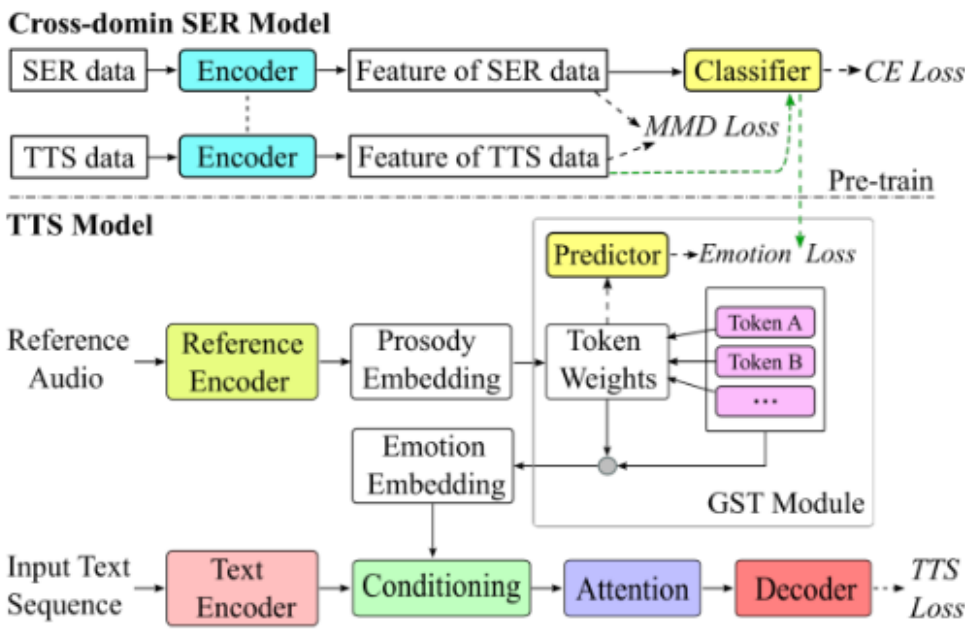 Cross-domin SER Model
SER data
Encoder
Feature of SER data
Classifier
CE Loss
MMD Loss
TTS data
Encoder
Feature of TTS data
Pre-train
TTS Model
Predictor
Emotion Loss
Reference
Audio
Reference
Encoder
Prosody
Embedding
Token
Weights
Token A
Token B
...
Emotion
Embedding
GST Module
Input Text
Sequence
Text
Encoder
Conditioning
Attention
Decoder
TTS
Loss